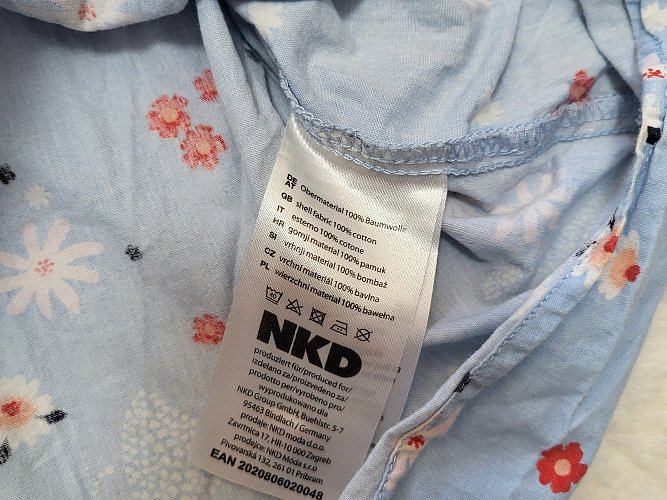 DE AT Obermaterial 100% Baumwolle
GB shell fabric 100% cotton
IT esterno 100% cotone
HR gornji materijal 100% pamuk
SI vrhnji material 100% bombaž
CZ vrchní materiál 100% bavlna
PL wierzchni materiał 100% bawełna
40
NKD
produziert für/produced for/
izdelano za/proizvedeno za/
prodotto per/vyrobeno pro/
wyprodukowano dla
NKD Group GmbH, Buehlstr. 5-7
95463 Bindlach / Germany
prodaje: NKD moda d.o.o.
Zavrtnica 17, HR-10 000 Zagreb
prodejce: NKD Móda s.r.o
Pivovarská 132, 261 01 Příbram
EAN 2020806020048